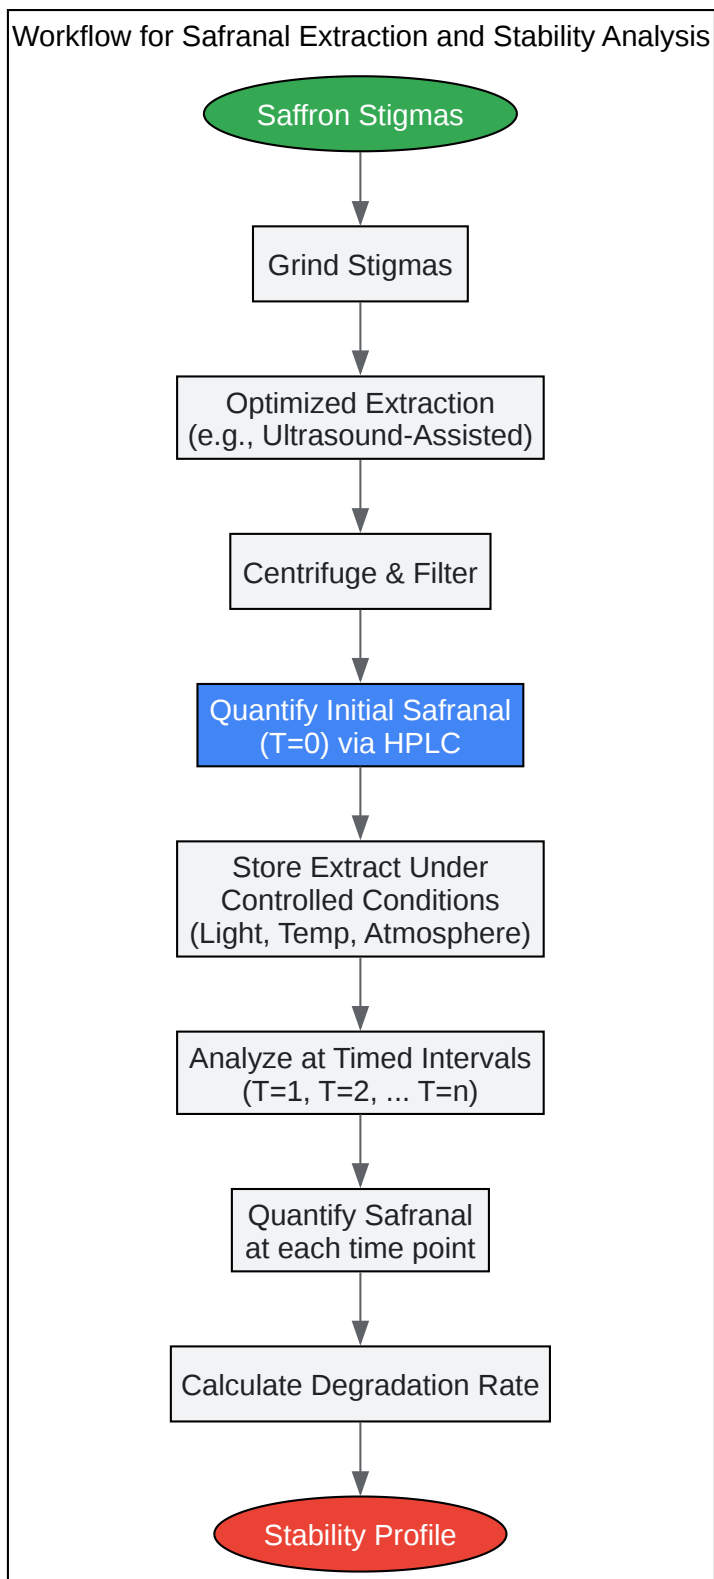 Workflow for Safranal Extraction and Stability Analysis
Saffron Stigmas
Grind Stigmas
Optimized Extraction
(e.g., Ultrasound-Assisted)
Centrifuge & Filter
Quantify Initial Safranal
(T=0) via HPLC
Store Extract Under
Controlled Conditions
(Light, Temp, Atmosphere)
Analyze at Timed Intervals
(T=1, T=2, ... T=n)
Quantify Safranal
at each time point
Calculate Degradation Rate
Stability Profile